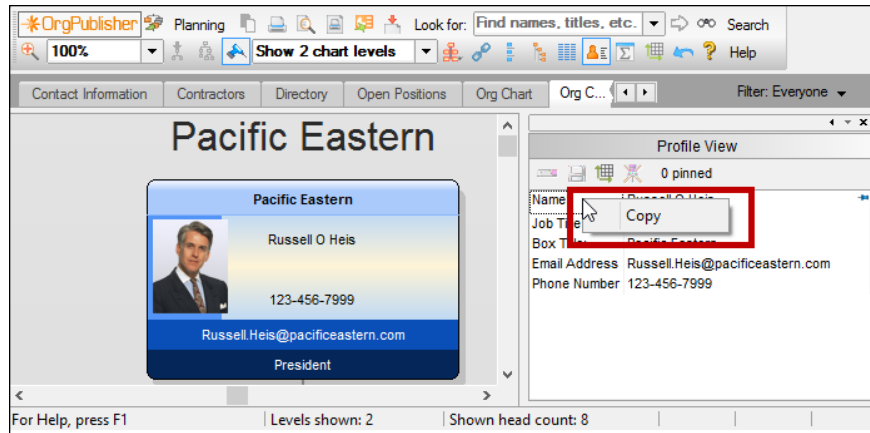 OrgPublisher Planning Look for: Find names, titles, etc. Search
100% Show 2 chart levels Help
Contact Information Contractors Directory Open Positions Org Chart Org C... Filter: Everyone
Pacific Eastern
Profile View
0 pinned
Pacific Eastern
Name Russell O Heis
Copy
Job Title
Russell O Heis
Box Title: Pacific Eastern
Email Address Russell.Heis@pacificeastern.com
Phone Number 123-456-7999
123-456-7999
Russell.Heis@pacificeastern.com
President
For Help, press F1 Levels shown: 2 Shown head count: 8